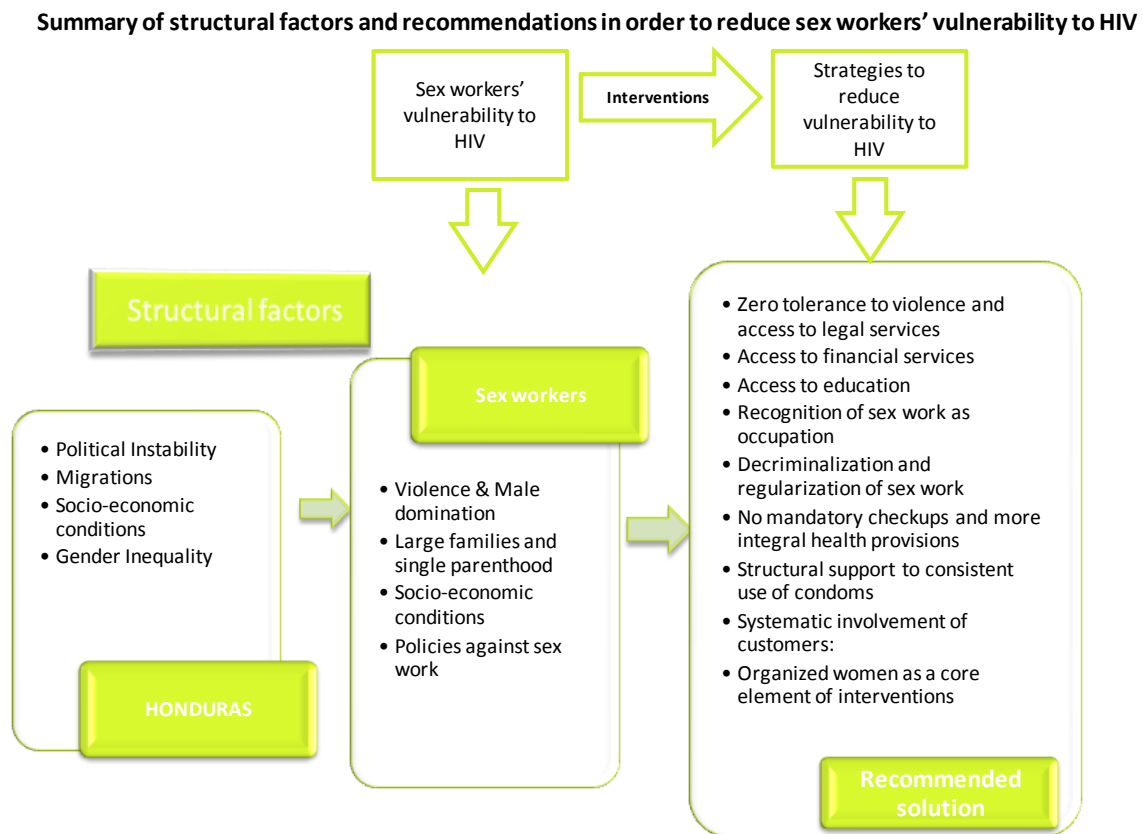 Summary of structural factors and recommendations in order to reduce sex workers’ vulnerability to HIV
Sex workers’
vulnerability to
HIV
Interventions
Strategies to
reduce
vulnerability to
HIV
Structural factors
• Political Instability
• Migrations
• Socio-economic
conditions
• Gender Inequality
HONDURAS
Sex workers
• Violence & Male
domination
• Large families and
single parenthood
• Socio-economic
conditions
• Policies against sex
work
• Zero tolerance to violence and
access to legal services
• Access to financial services
• Access to education
• Recognition of sex work as
occupation
• Decriminalization and
regularization of sex work
• No mandatory checkups and more
integral health provisions
• Structural support to consistent
use of condoms
• Systematic involvement of
customers:
• Organized women as a core
element of interventions
Recommended
solution